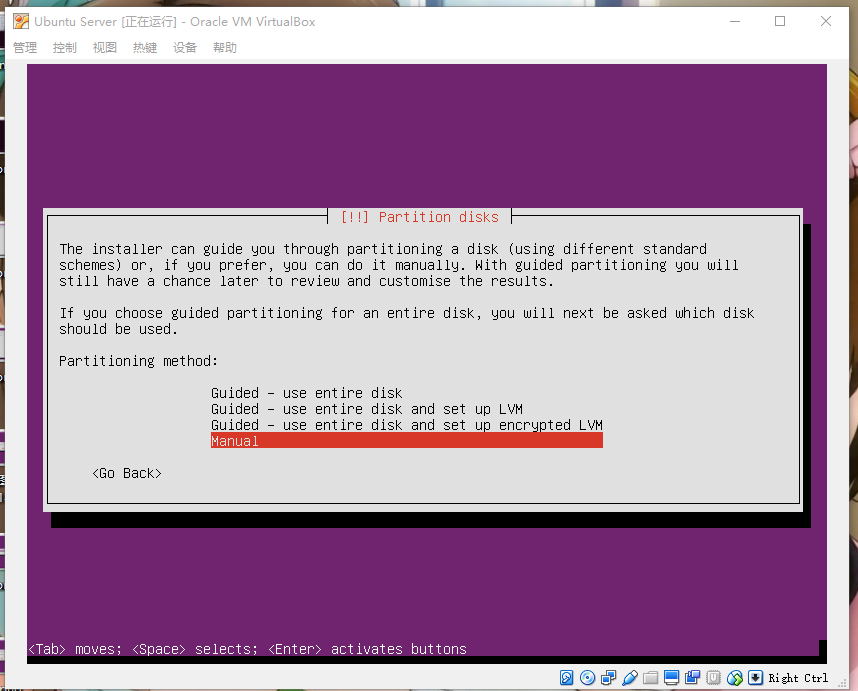 Ubuntu Server [正在运行] - Oracle VM VirtualBox
管理 控制 视图 热键 设备 帮助
[!!] Partition disks
The installer can guide you through partitioning a disk (using different standard
schemes) or, if you prefer, you can do it manually. With guided partitioning you will
still have a chance later to review and customise the results.
If you choose guided partitioning for an entire disk, you will next be asked which disk
should be used.
Partitioning method:
Guided - use entire disk
Guided - use entire disk and set up LVM
Guided - use entire disk and set up encrypted LVM
Manual
<Go Back>
<Tab> moves; <Space> selects; <Enter> activates buttons
Right Ctrl